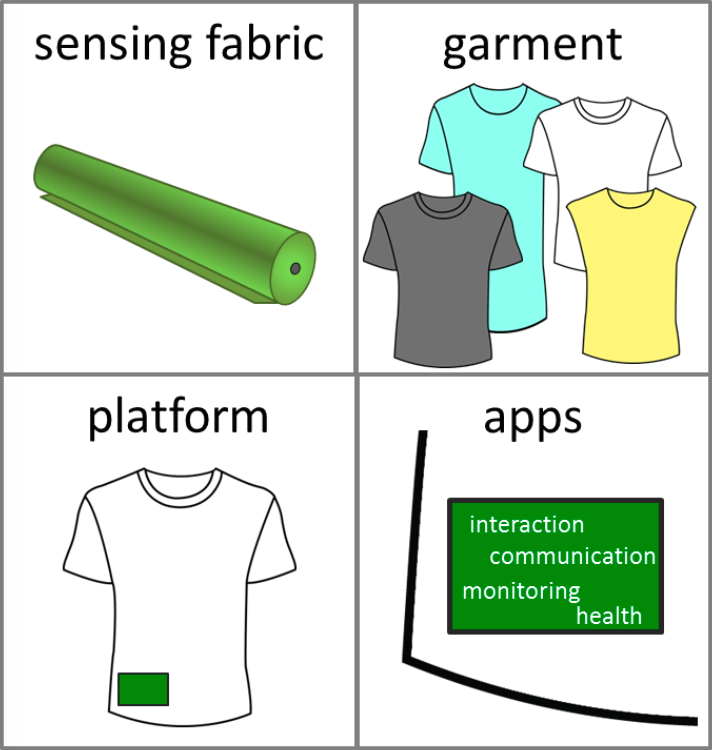 sensing fabric
garment
platform
apps
interaction
communication
monitoring
health